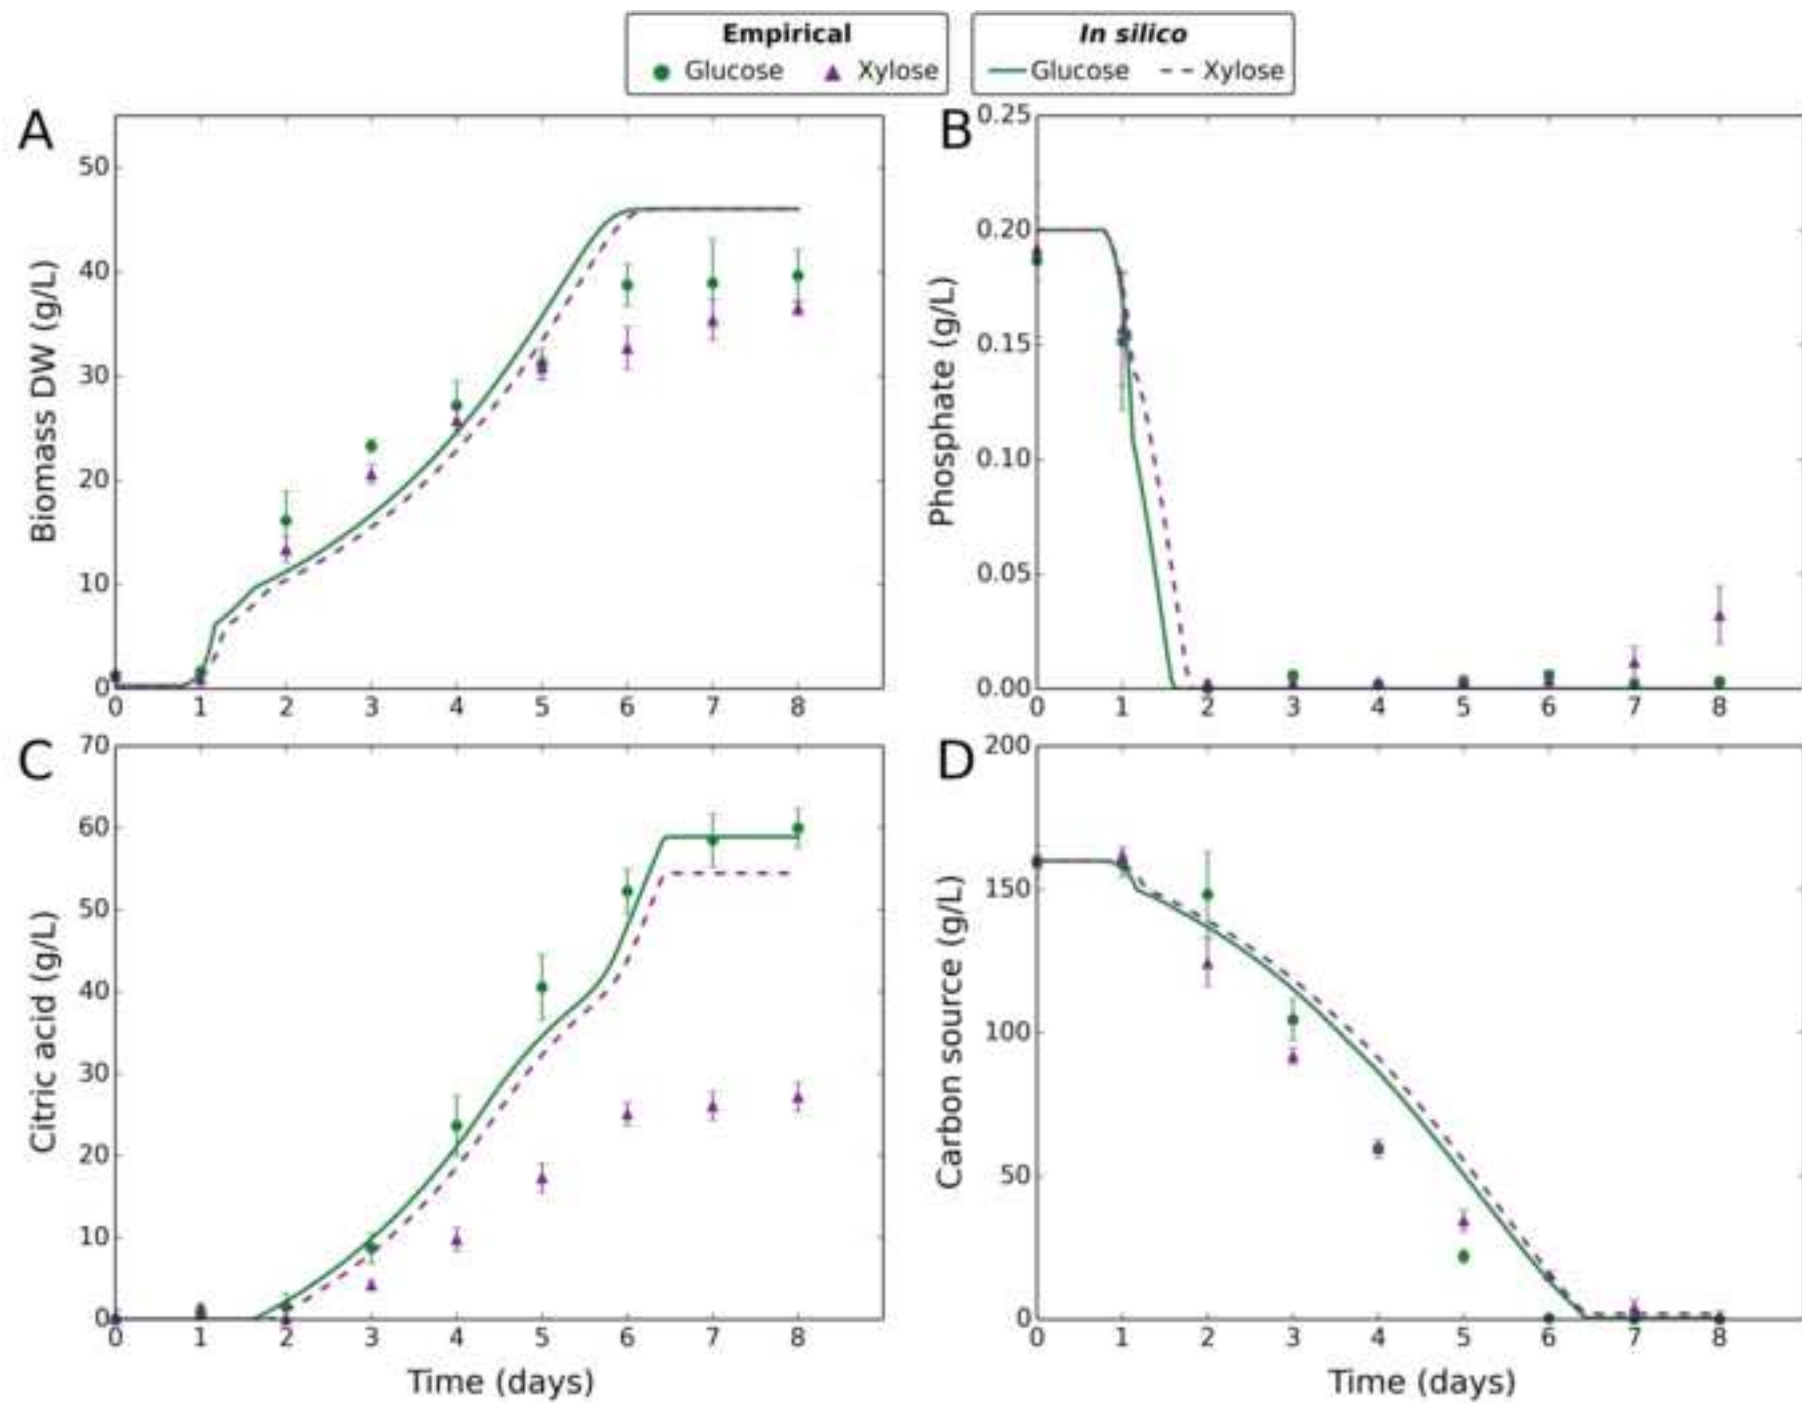 Empirical
Glucose Xylose
In silico
Glucose Xylose
A
Biomass DW (g/L)
50
40
30
20
10
0
0 1 2 3 4 5 6 7 8
B
Phosphate (g/L)
0.25
0.20
0.15
0.10
0.05
0.00
0 1 2 3 4 5 6 7 8
C
Citric acid (g/L)
70
60
50
40
30
20
10
0
0 1 2 3 4 5 6 7 8
Time (days)
D
Carbon source (g/L)
200
150
100
50
0
0 1 2 3 4 5 6 7 8
Time (days)